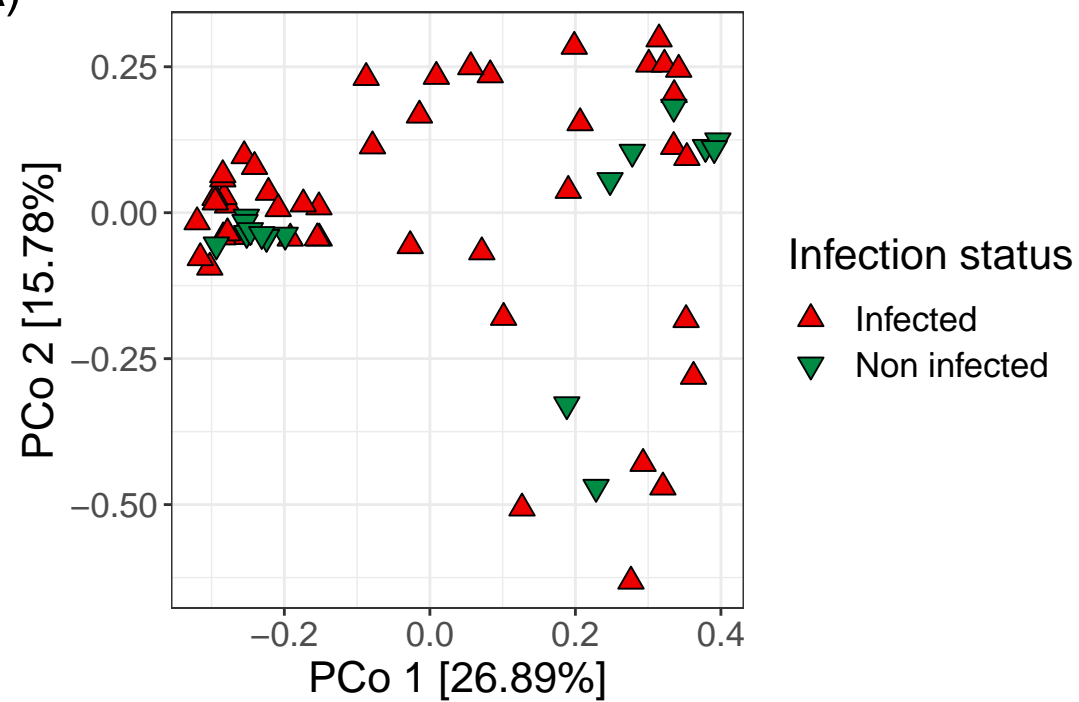 PCo 2 [15.78%]
0.25
0.00
−0.25
−0.50
−0.2 0.0 0.2 0.4
PCo 1 [26.89%]
Infection status
Infected
Non infected